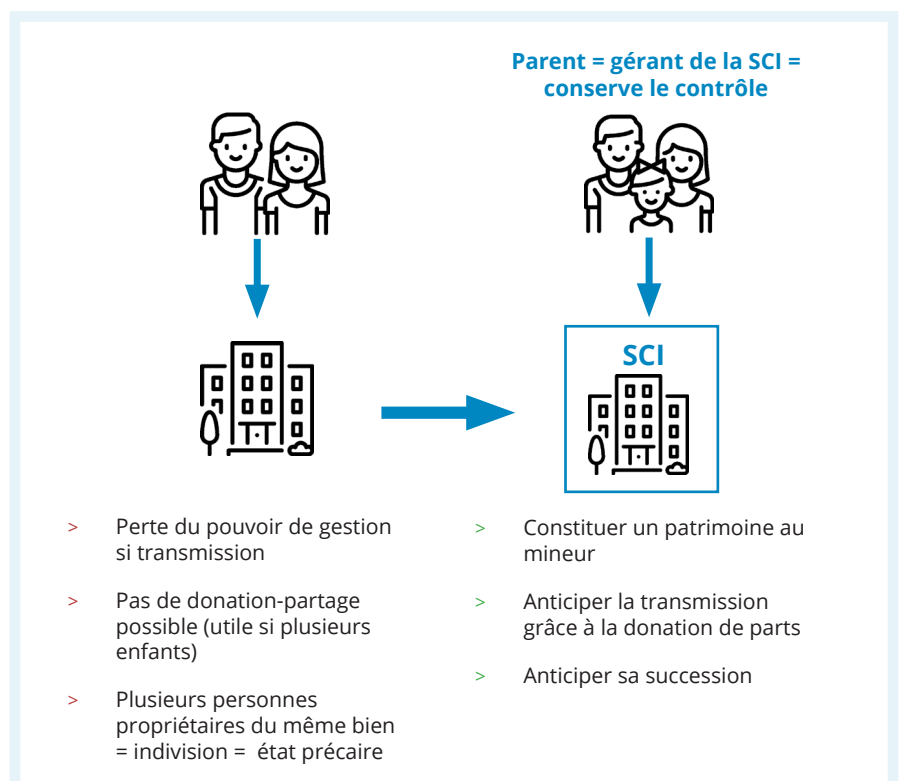 Parent = gérant de la SCI =
conserve le contrôle
SCI
> Perte du pouvoir de gestion
si transmission
> Pas de donation-partage
possible (utile si plusieurs
enfants)
> Plusieurs personnes
propriétaires du même bien
= indivision = état précaire
> Constituer un patrimoine au
mineur
> Anticiper la transmission
grâce à la donation de parts
> Anticiper sa succession